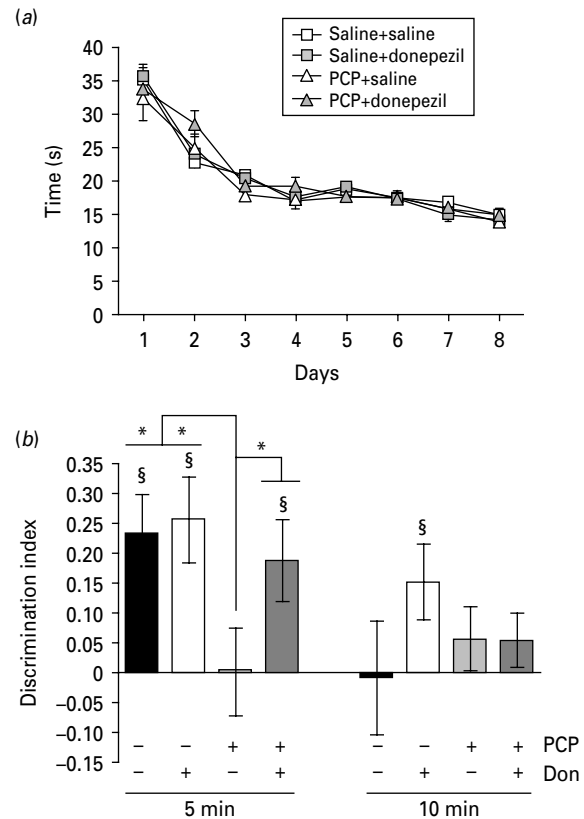 (a)
Saline+saline
Saline+donepezil
PCP+saline
PCP+donepezil
40
35
30
25
20
15
10
5
0
Time (s)
1 2 3 4 5 6 7 8
Days
(b)
* *
*
§ § § §
0.35
0.30
0.25
0.20
0.15
0.10
0.05
0
–0.05
–0.10
–0.15
Discrimination index
– – + + – – + + PCP
– + – + – + – + Don
5 min 10 min